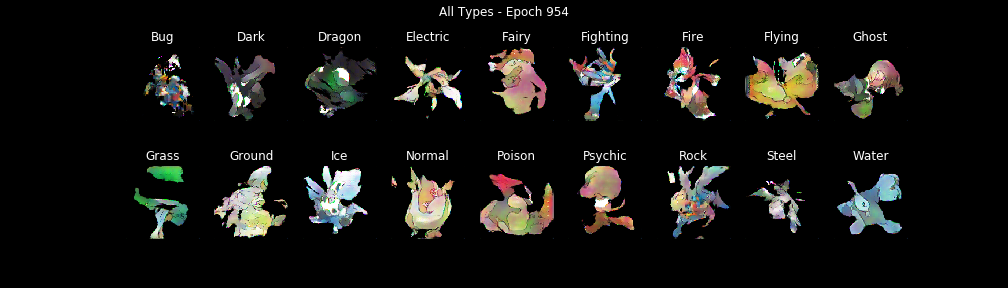 All Types - Epoch 954
Bug Dark Dragon Electric Fairy Fighting Fire Flying Ghost
Grass Ground Ice Normal Poison Psychic Rock Steel Water